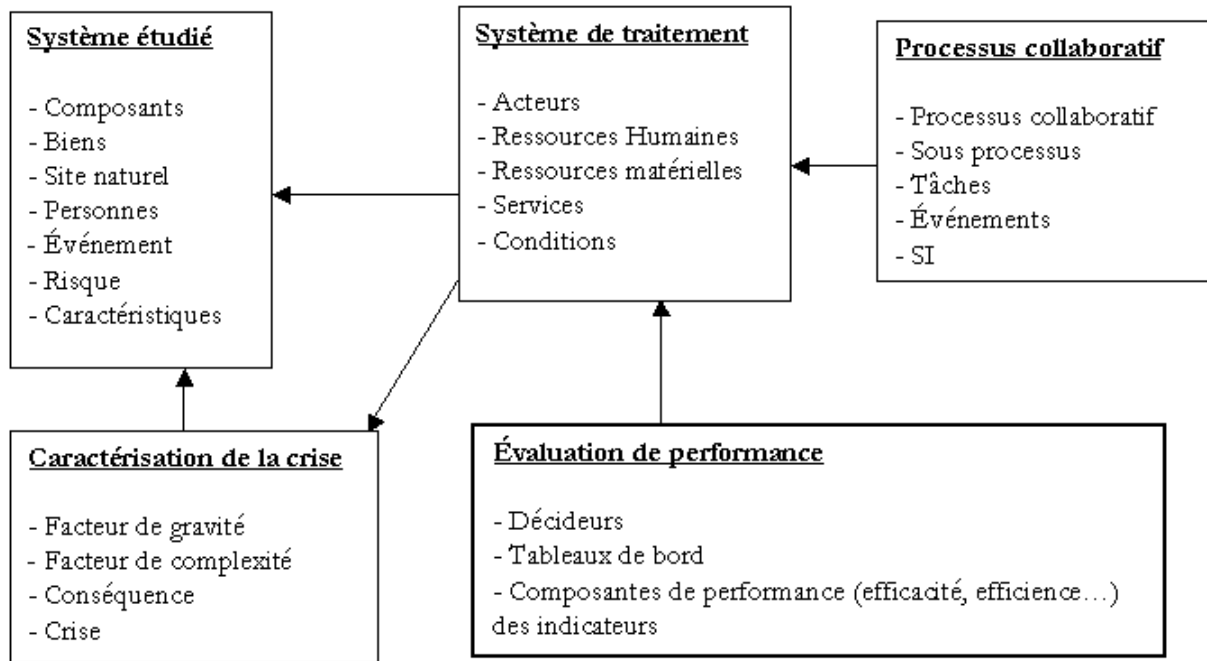 Système étudié
- Composants
- Biens
- Site naturel
- Personnes
- Événement
- Risque
- Caractéristiques
Système de traitement
- Acteurs
- Ressources Humaines
- Ressources matérielles
- Services
- Conditions
Processus collaboratif
- Processus collaboratif
- Sous processus
- Tâches
- Événements
- SI
Caractérisation de la crise
- Facteur de gravité
- Facteur de complexité
- Conséquence
- Crise
Évaluation de performance
- Décideurs
- Tableaux de bord
- Composantes de performance (efficacité, efficience…)
des indicateurs